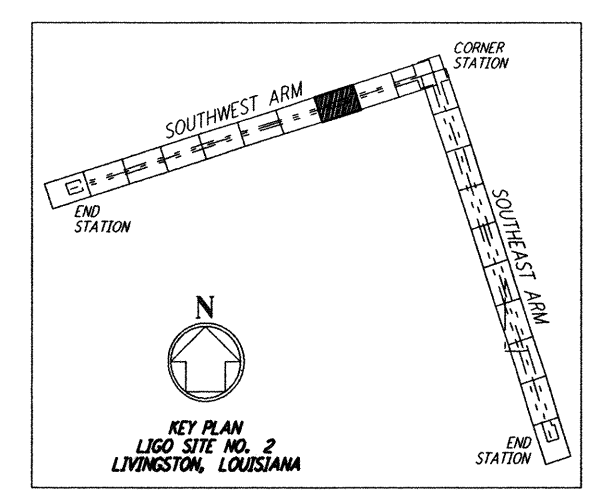 CORNER
STATION
SOUTHWEST ARM
END
STATION
SOUTHEAST ARM
N
KEY PLAN
LIGO SITE NO. 2
LIVINGSTON, LOUISIANA
END
STATION